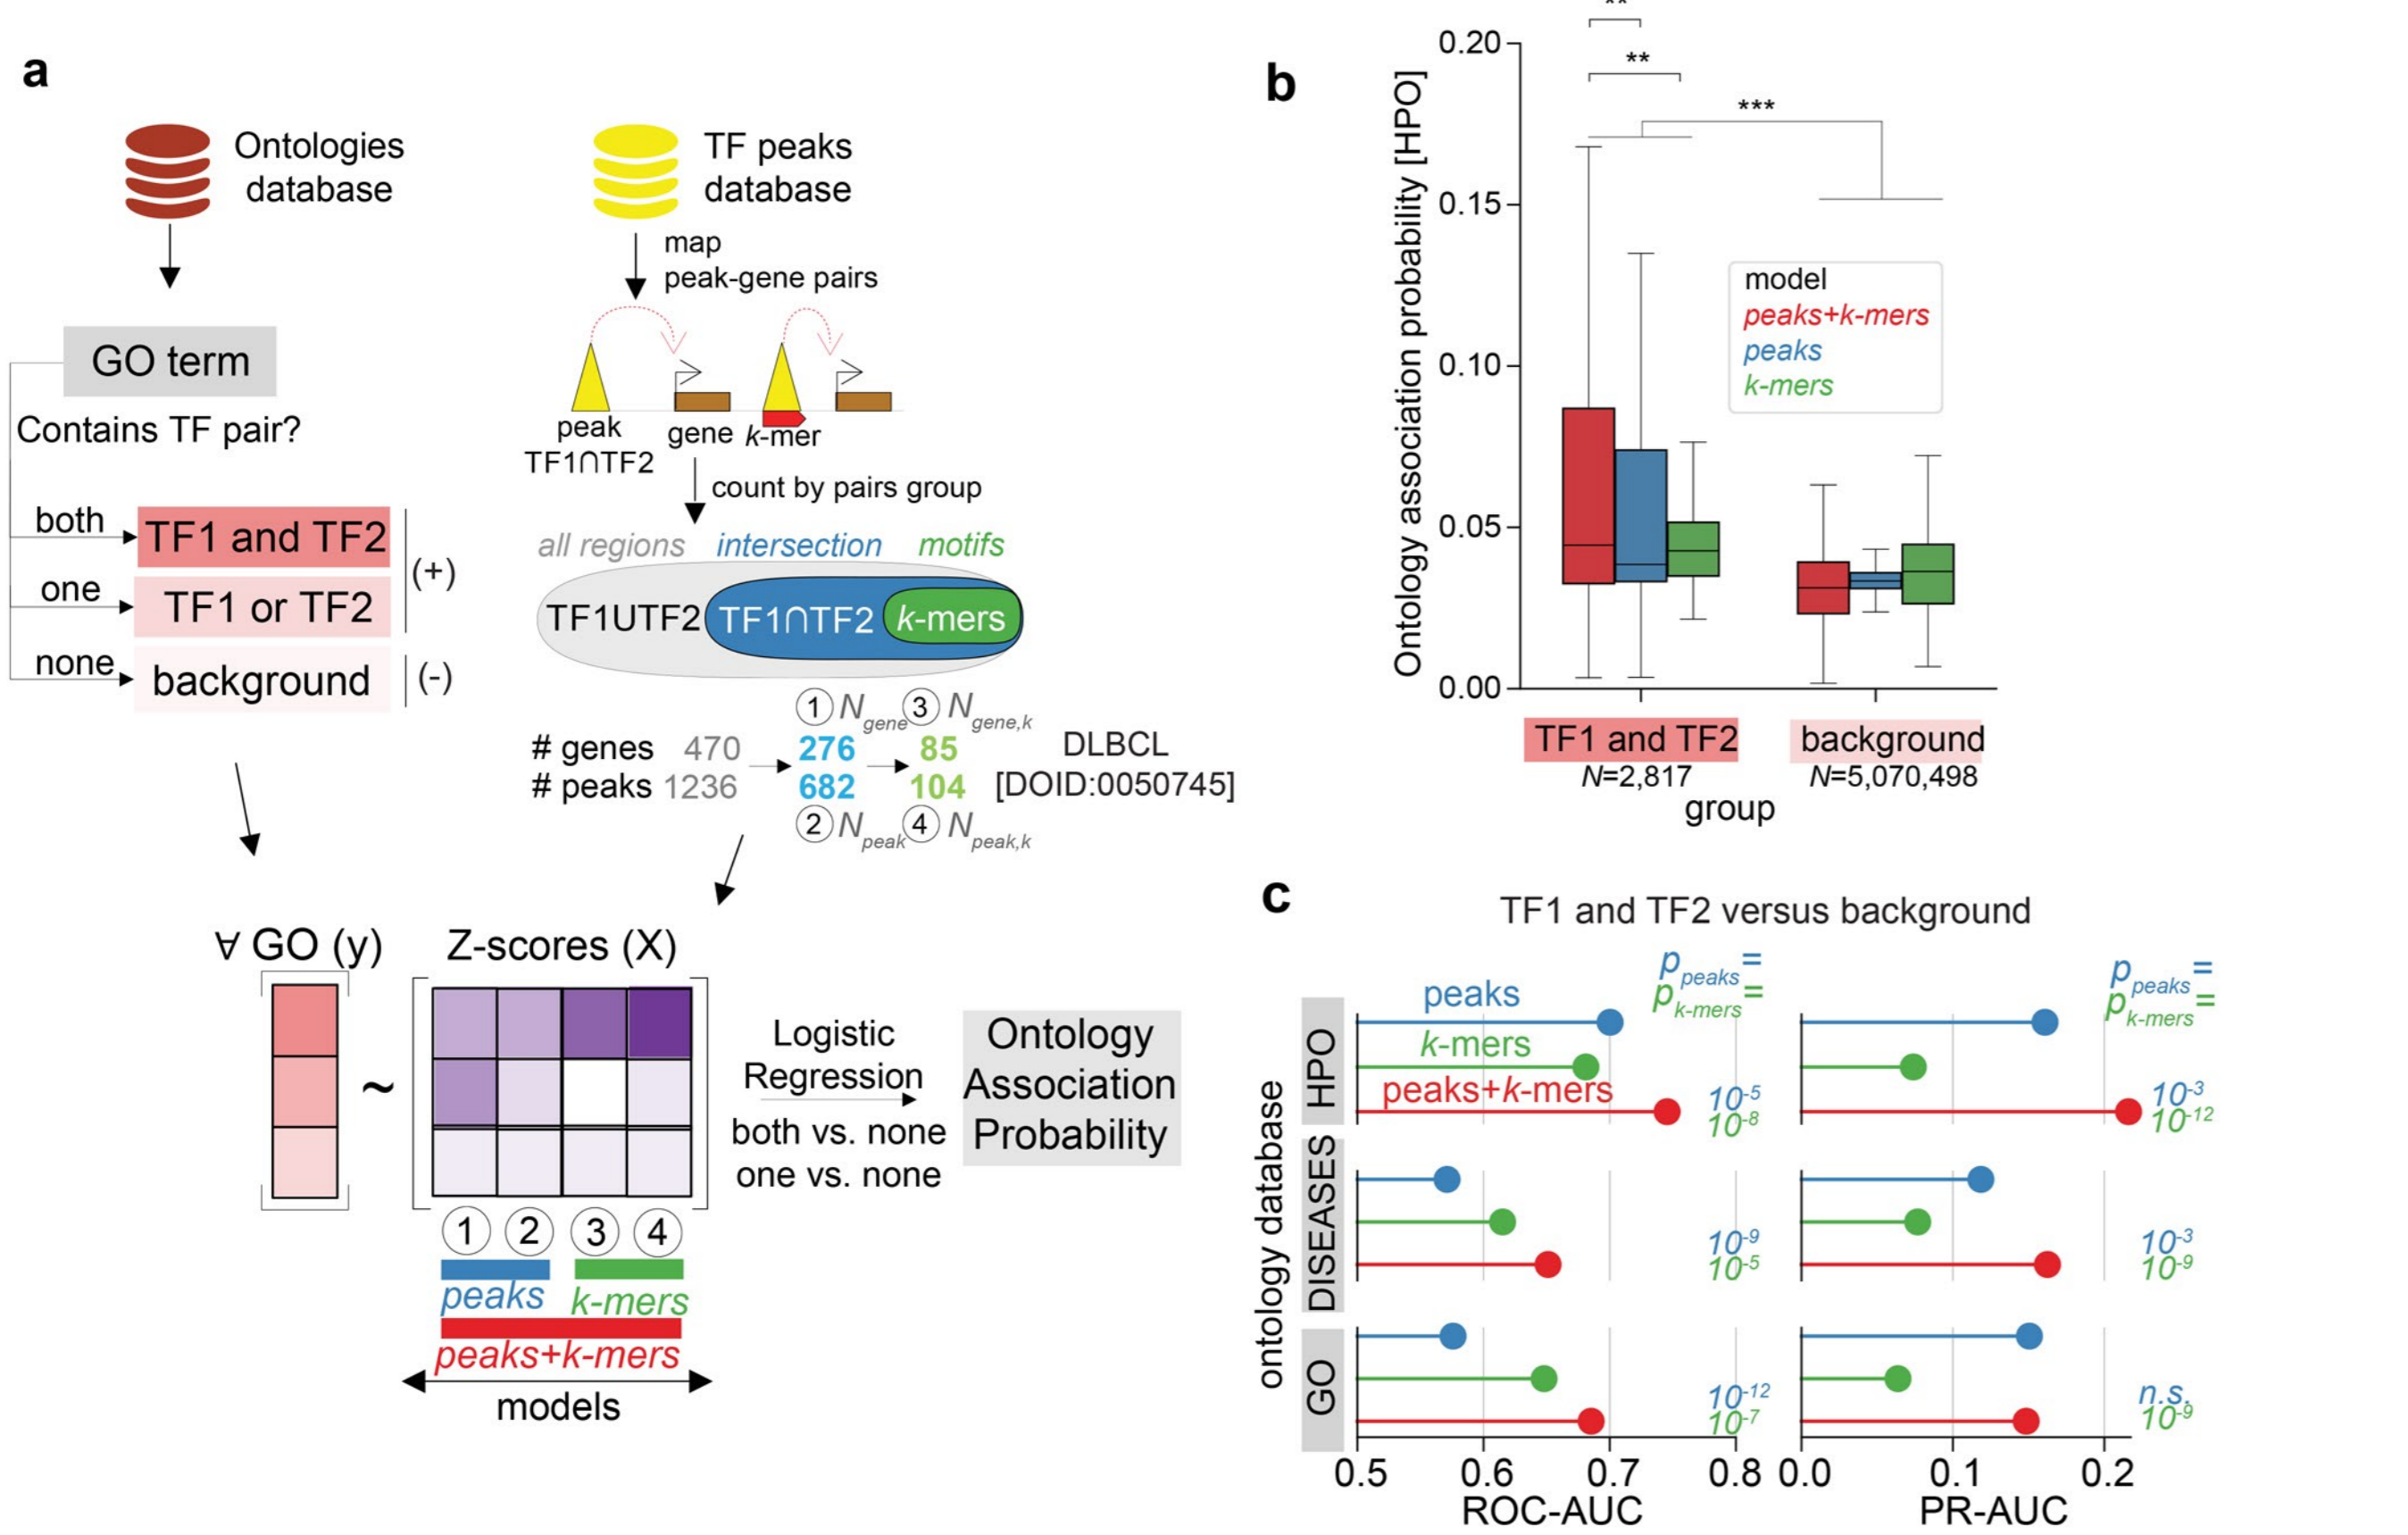 a
Ontologies
database
TF peaks
database
map
peak-gene pairs
GO term
Contains TF pair?
peak
TF1∩TF2
gene
k-mer
count by pairs group
both
TF1 and TF2
one
TF1 or TF2
(+)
none
background
(-)
all regions
intersection
motifs
TF1UTF2
TF1∩TF2
k-mers
1 Ngene
3 Ngene,k
# genes 470 276 85
# peaks 1236 682 104
DLBCL
[DOID:0050745]
2 Npeak
4 Npeak,k
∀ GO (y)
Z-scores (X)
~
Logistic
Regression
both vs. none
one vs. none
Ontology
Association
Probability
1 2 3 4
peaks
k-mers
peaks+k-mers
models
b
Ontology association probability [HPO]
0.20
0.15
0.10
0.05
0.00
**
**
***
model
peaks+k-mers
peaks
k-mers
TF1 and TF2
N=2,817
background
N=5,070,498
group
c
TF1 and TF2 versus background
ontology database
HPO
peaks
k-mers
peaks+k-mers
ppeaks=
pk-mers=
10-5
10-8
ppeaks=
pk-mers=
10-3
10-12
DISEASES
10-9
10-5
10-3
10-9
GO
10-12
10-7
n.s.
10-9
0.5 0.6 0.7 0.8
ROC-AUC
0.0 0.1 0.2
PR-AUC